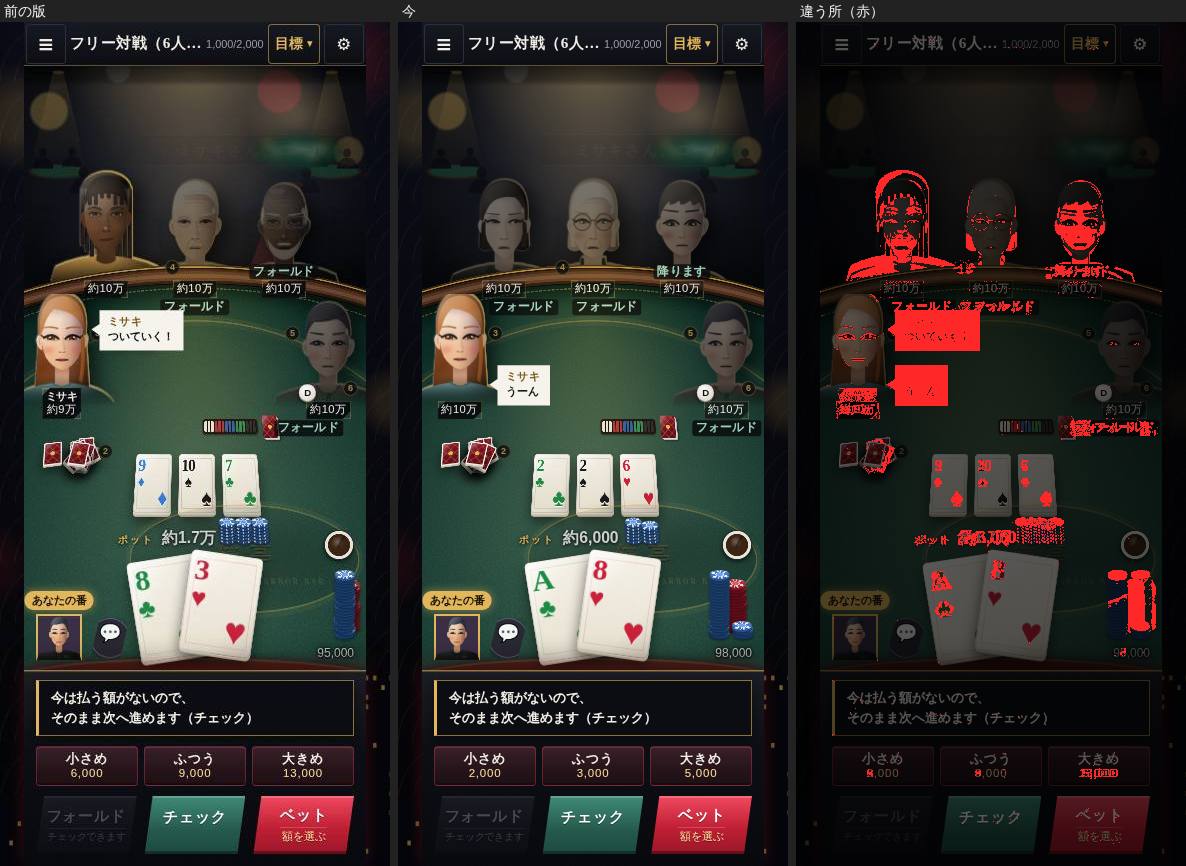 前の版
☰
フリー対戦（6人… 1,000/2,000
目標▼
4
フォールド
約10万
約10万
約10万
フォールド
ミサキ
ついていく！
5
D
6
ミサキ
約9万
約10万
フォールド
2
9
10
7
ポット 約1.7万
8
3
あなたの番
95,000
今は払う額がないので、
そのまま次へ進めます（チェック）
小さめ
6,000
ふつう
9,000
大きめ
13,000
フォールド
チェックできます
チェック
ベット
額を選ぶ
今
フリー対戦（6人… 1,000/2,000
目標▼
4
降ります
約10万
約10万
約10万
フォールド
フォールド
3
5
ミサキ
うーん
D
6
約10万
約10万
フォールド
2
2
2
6
ポット 約6,000
A
8
あなたの番
98,000
今は払う額がないので、
そのまま次へ進めます（チェック）
小さめ
2,000
ふつう
3,000
大きめ
5,000
フォールド
チェックできます
チェック
ベット
額を選ぶ
違う所（赤）
フリー対戦（6人…
目標▼
5
D
6
約10万
2
あなたの番
今は払う額がないので、
そのまま次へ進めます（チェック）
小さめ
ふつう
大きめ
フォールド
チェックできます
チェック
ベット
額を選ぶ